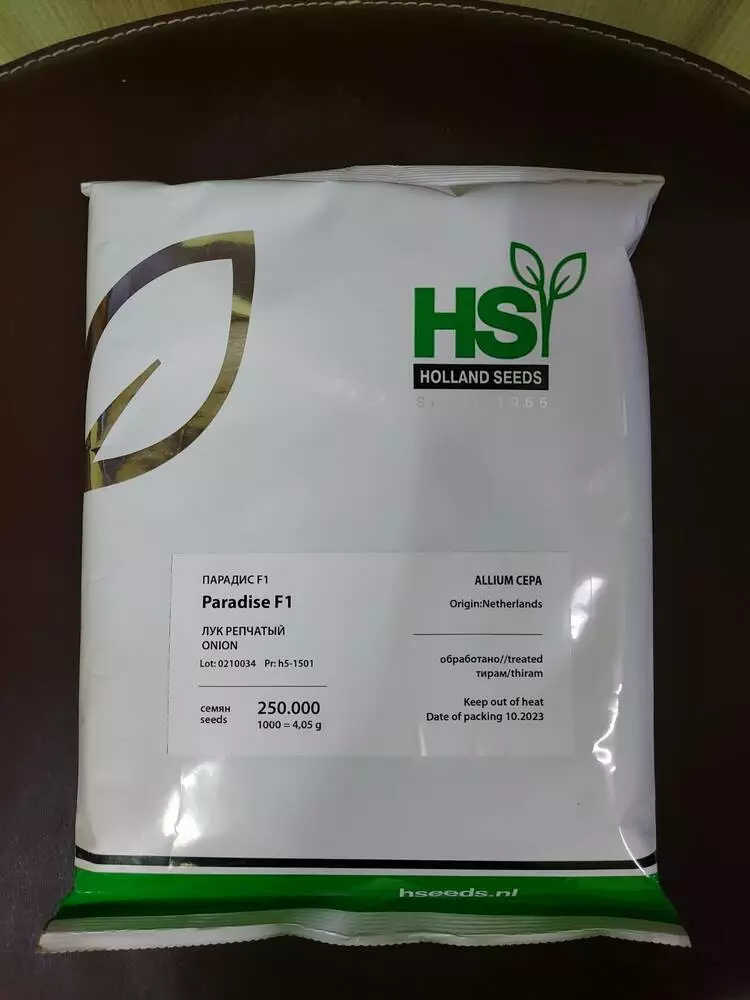 HS
HOLLAND SEEDS
ПАРАДИС F1
Paradise F1
ЛУК РЕПЧАТЫЙ
ONION
Lot: 0210034 Pr: h5-1501
семян
seeds
250.000
1000 = 4,05 g
ALLIUM CEPA
Origin:Netherlands
обработано//treated
тирам/thiram
Keep out of heat
Date of packing 10.2023
hseeds.nl